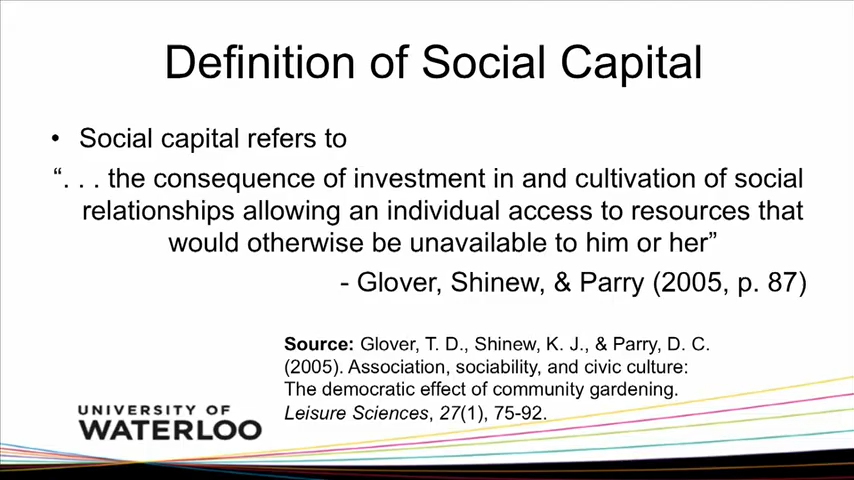 Definition of Social Capital
• Social capital refers to
“. . . the consequence of investment in and cultivation of social
relationships allowing an individual access to resources that
would otherwise be unavailable to him or her”
- Glover, Shinew, & Parry (2005, p. 87)
Source: Glover, T. D., Shinew, K. J., & Parry, D. C.
(2005). Association, sociability, and civic culture:
The democratic effect of community gardening.
Leisure Sciences, 27(1), 75-92.
UNIVERSITY OF
WATERLOO